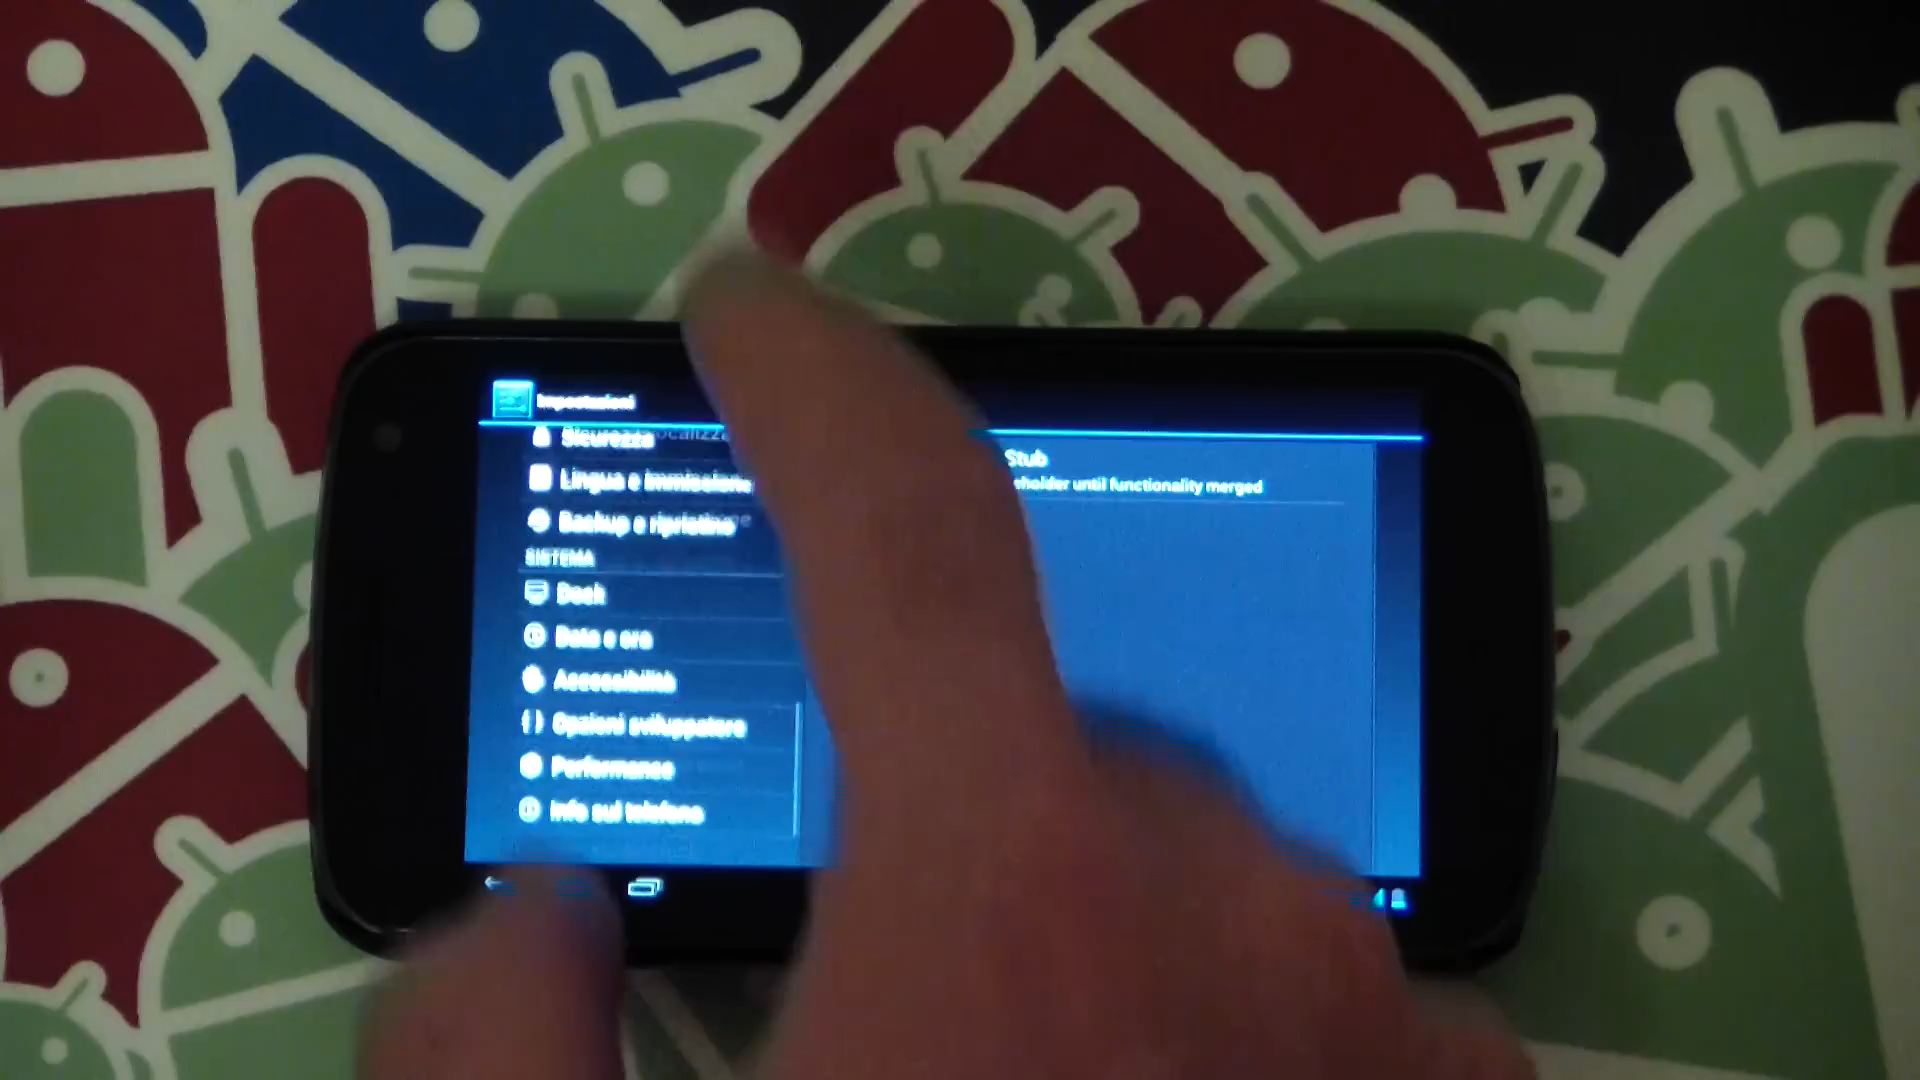 Impostazioni
Sicurezza
Lingua e immissione
Backup e ripristino
SISTEMA
Dock
Data e ora
Accessibilità
Opzioni sviluppatore
Performance
Info sul telefono
Stub
eholder until functionality merged